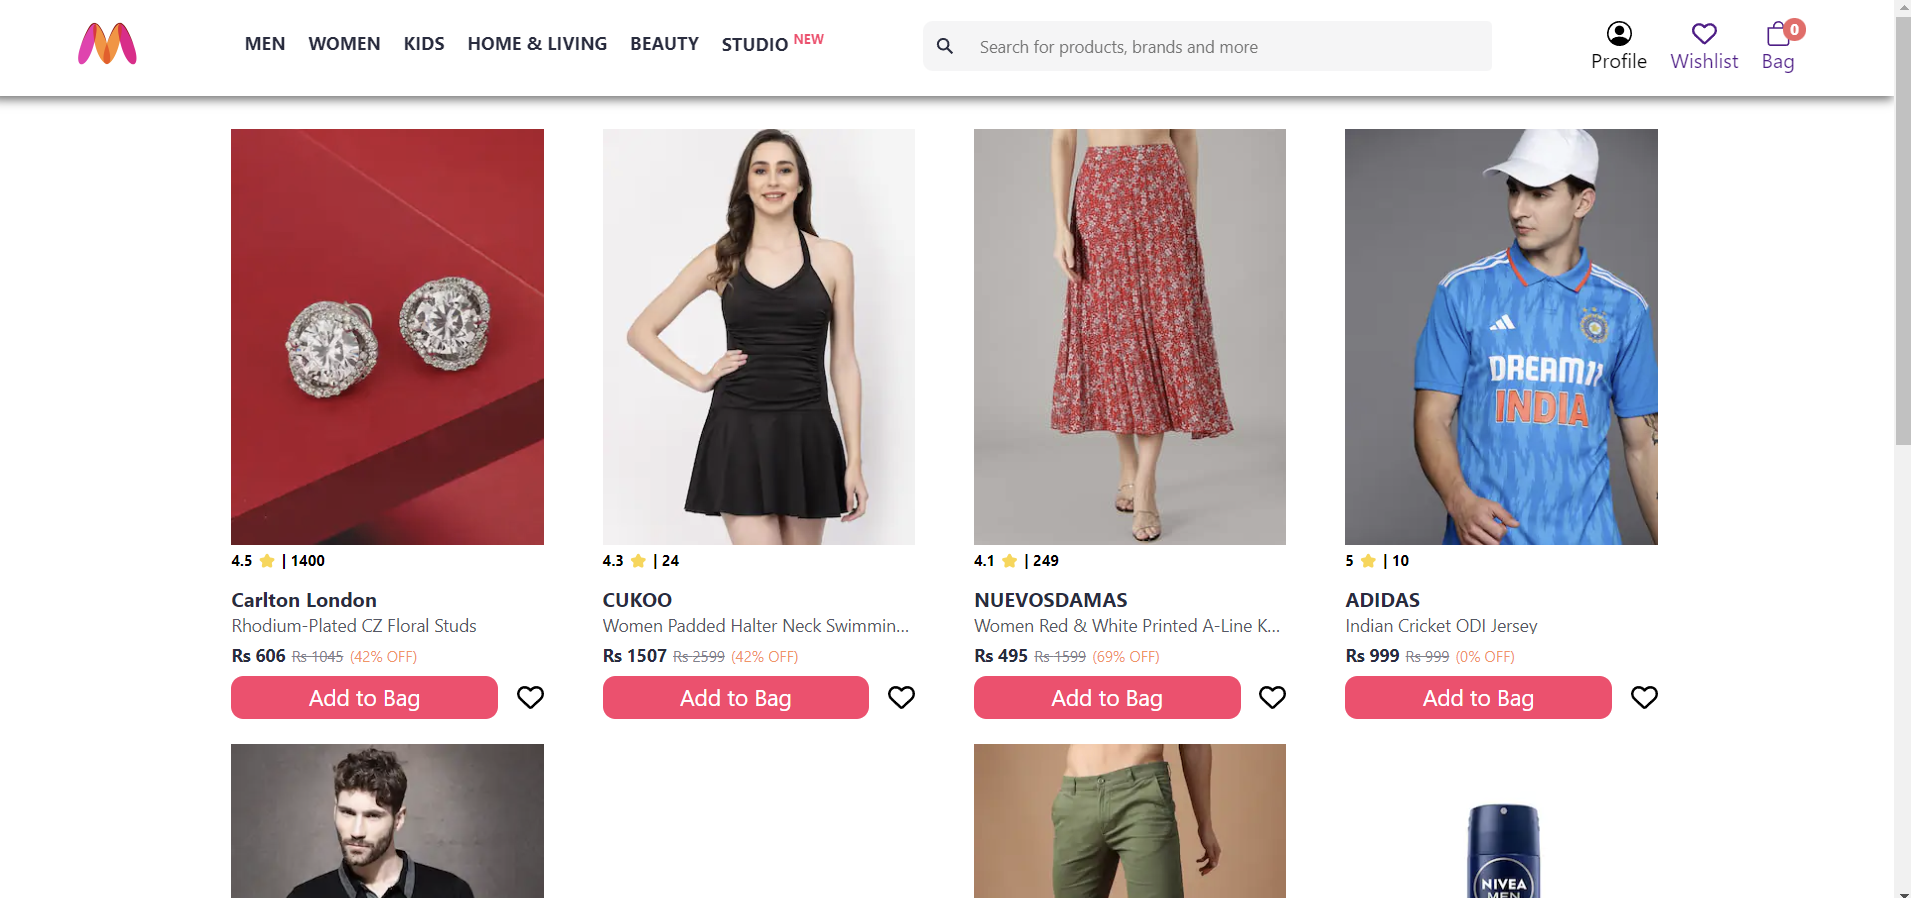 MEN WOMEN KIDS HOME & LIVING BEAUTY STUDIO NEW
Search for products, brands and more
Profile
Wishlist
0
Bag
DREAM11
INDIA
4.5 | 1400
Carlton London
Rhodium-Plated CZ Floral Studs
Rs 606 Rs 1045 (42% OFF)
Add to Bag
4.3 | 24
CUKOO
Women Padded Halter Neck Swimmin...
Rs 1507 Rs 2599 (42% OFF)
Add to Bag
4.1 | 249
NUEVOSDAMAS
Women Red & White Printed A-Line K...
Rs 495 Rs 1599 (69% OFF)
Add to Bag
5 | 10
ADIDAS
Indian Cricket ODI Jersey
Rs 999 Rs 999 (0% OFF)
Add to Bag
NIVEA
MEN